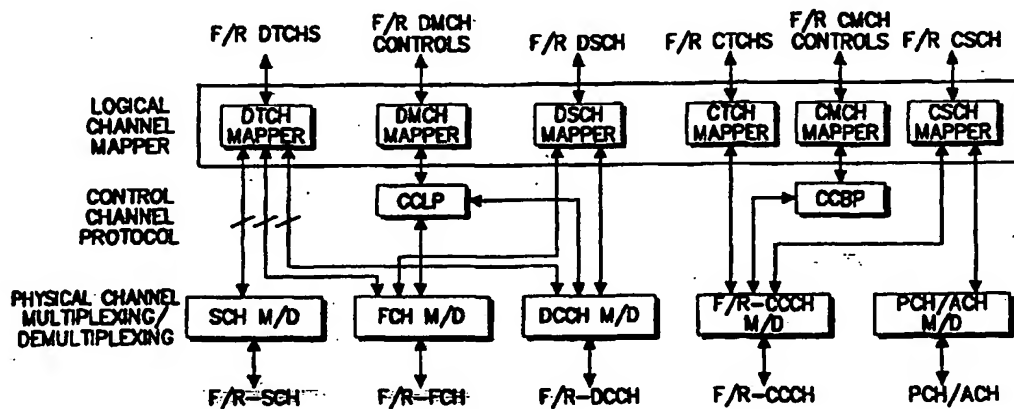 F/R DTCHS
F/R DMCH
CONTROLS
F/R DSCH
F/R CTCHS
F/R CMCH
CONTROLS
F/R CSCH
LOGICAL
CHANNEL
MAPPER
DTCH
MAPPER
DMCH
MAPPER
DSCH
MAPPER
CTCH
MAPPER
CMCH
MAPPER
CSCH
MAPPER
CONTROL
CHANNEL
PROTOCOL
CCLP
CCBP
PHYSICAL CHANNEL
MULTIPLEXING/
DEMULTIPLEXING
SCH M/D
FCH M/D
DCCH M/D
F/R-CCCH
M/D
PCH/ACH
M/D
F/R-SCH
F/R-FCH
F/R-DCCH
F/R-CCCH
PCH/ACH